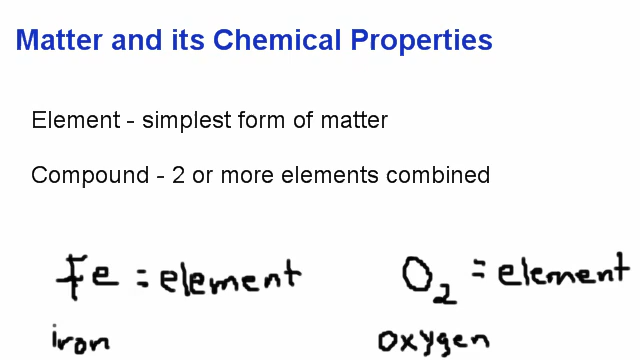 Matter and its Chemical Properties
Element - simplest form of matter
Compound - 2 or more elements combined
Fe = element
O₂ = element
iron
oxygen